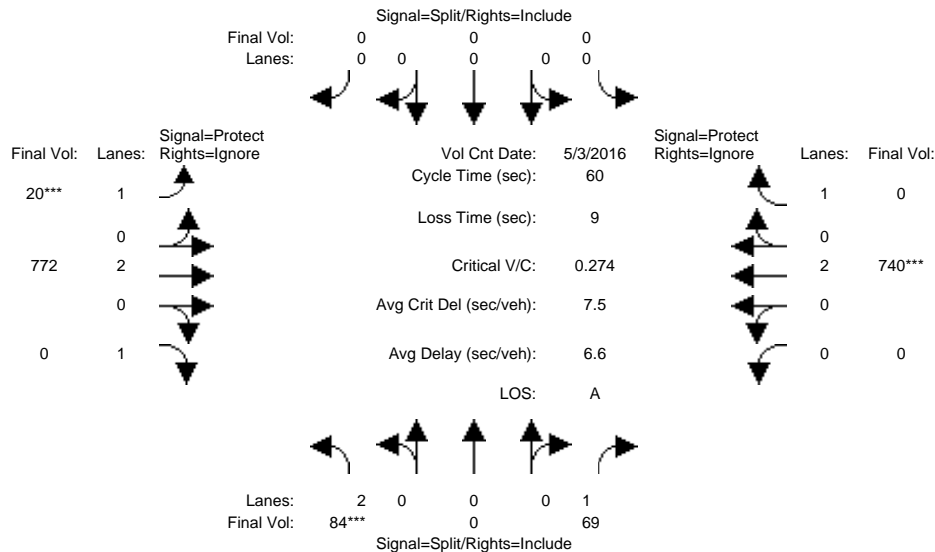 Signal=Split/Rights=Include
Final Vol: 0 0 0
Lanes: 0 0 0 0 0
Signal=Protect Signal=Protect
Final Vol: Lanes: Rights=Ignore Vol Cnt Date: 5/3/2016 Rights=Ignore Lanes: Final Vol:
Cycle Time (sec): 60
20*** 1 1 0
Loss Time (sec): 9
0 0
772 2 Critical V/C: 0.274 2 740***
0 Avg Crit Del (sec/veh): 7.5 0
0 1 Avg Delay (sec/veh): 6.6 0 0
LOS: A
Lanes: 2 0 0 0 1
Final Vol: 84*** 0 69
Signal=Split/Rights=Include